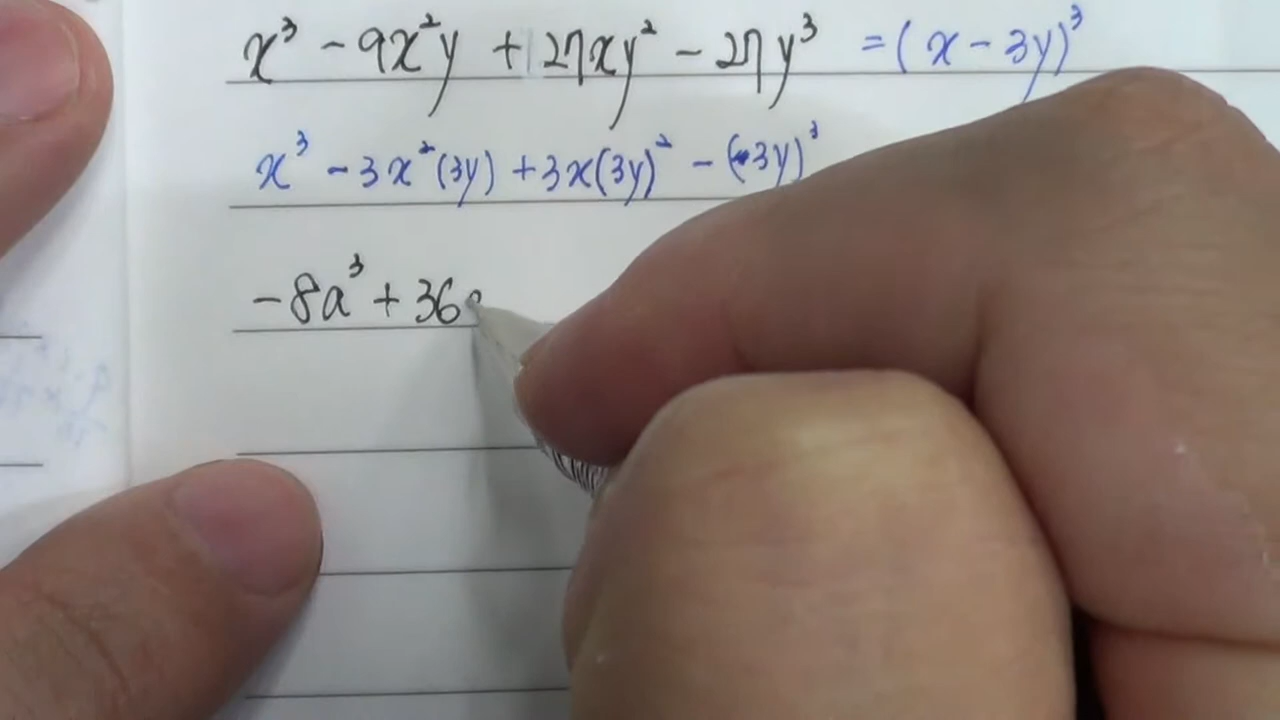 x³ - 9x²y + 27xy² - 27y³ = (x - 3y)³
x³ - 3x²(3y) + 3x(3y)² - (3y)³
-8a³ + 36